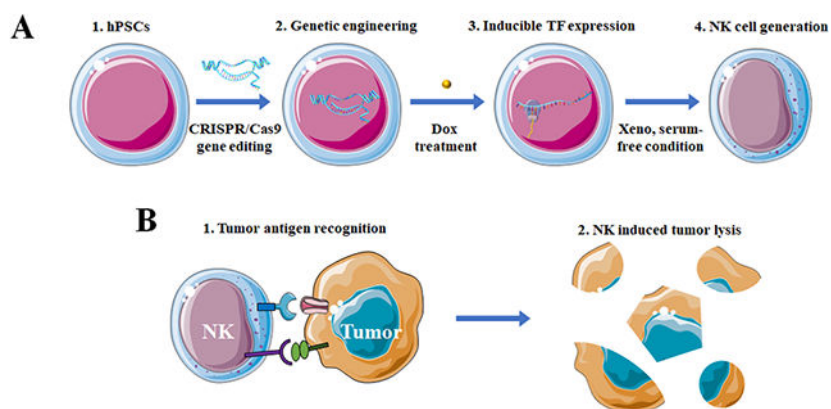 A
1. hPSCs
2. Genetic engineering
3. Inducible TF expression
4. NK cell generation
CRISPR/Cas9
gene editing
Dox
treatment
Xeno, serum-
free condition
B
1. Tumor antigen recognition
2. NK induced tumor lysis
NK
Tumor